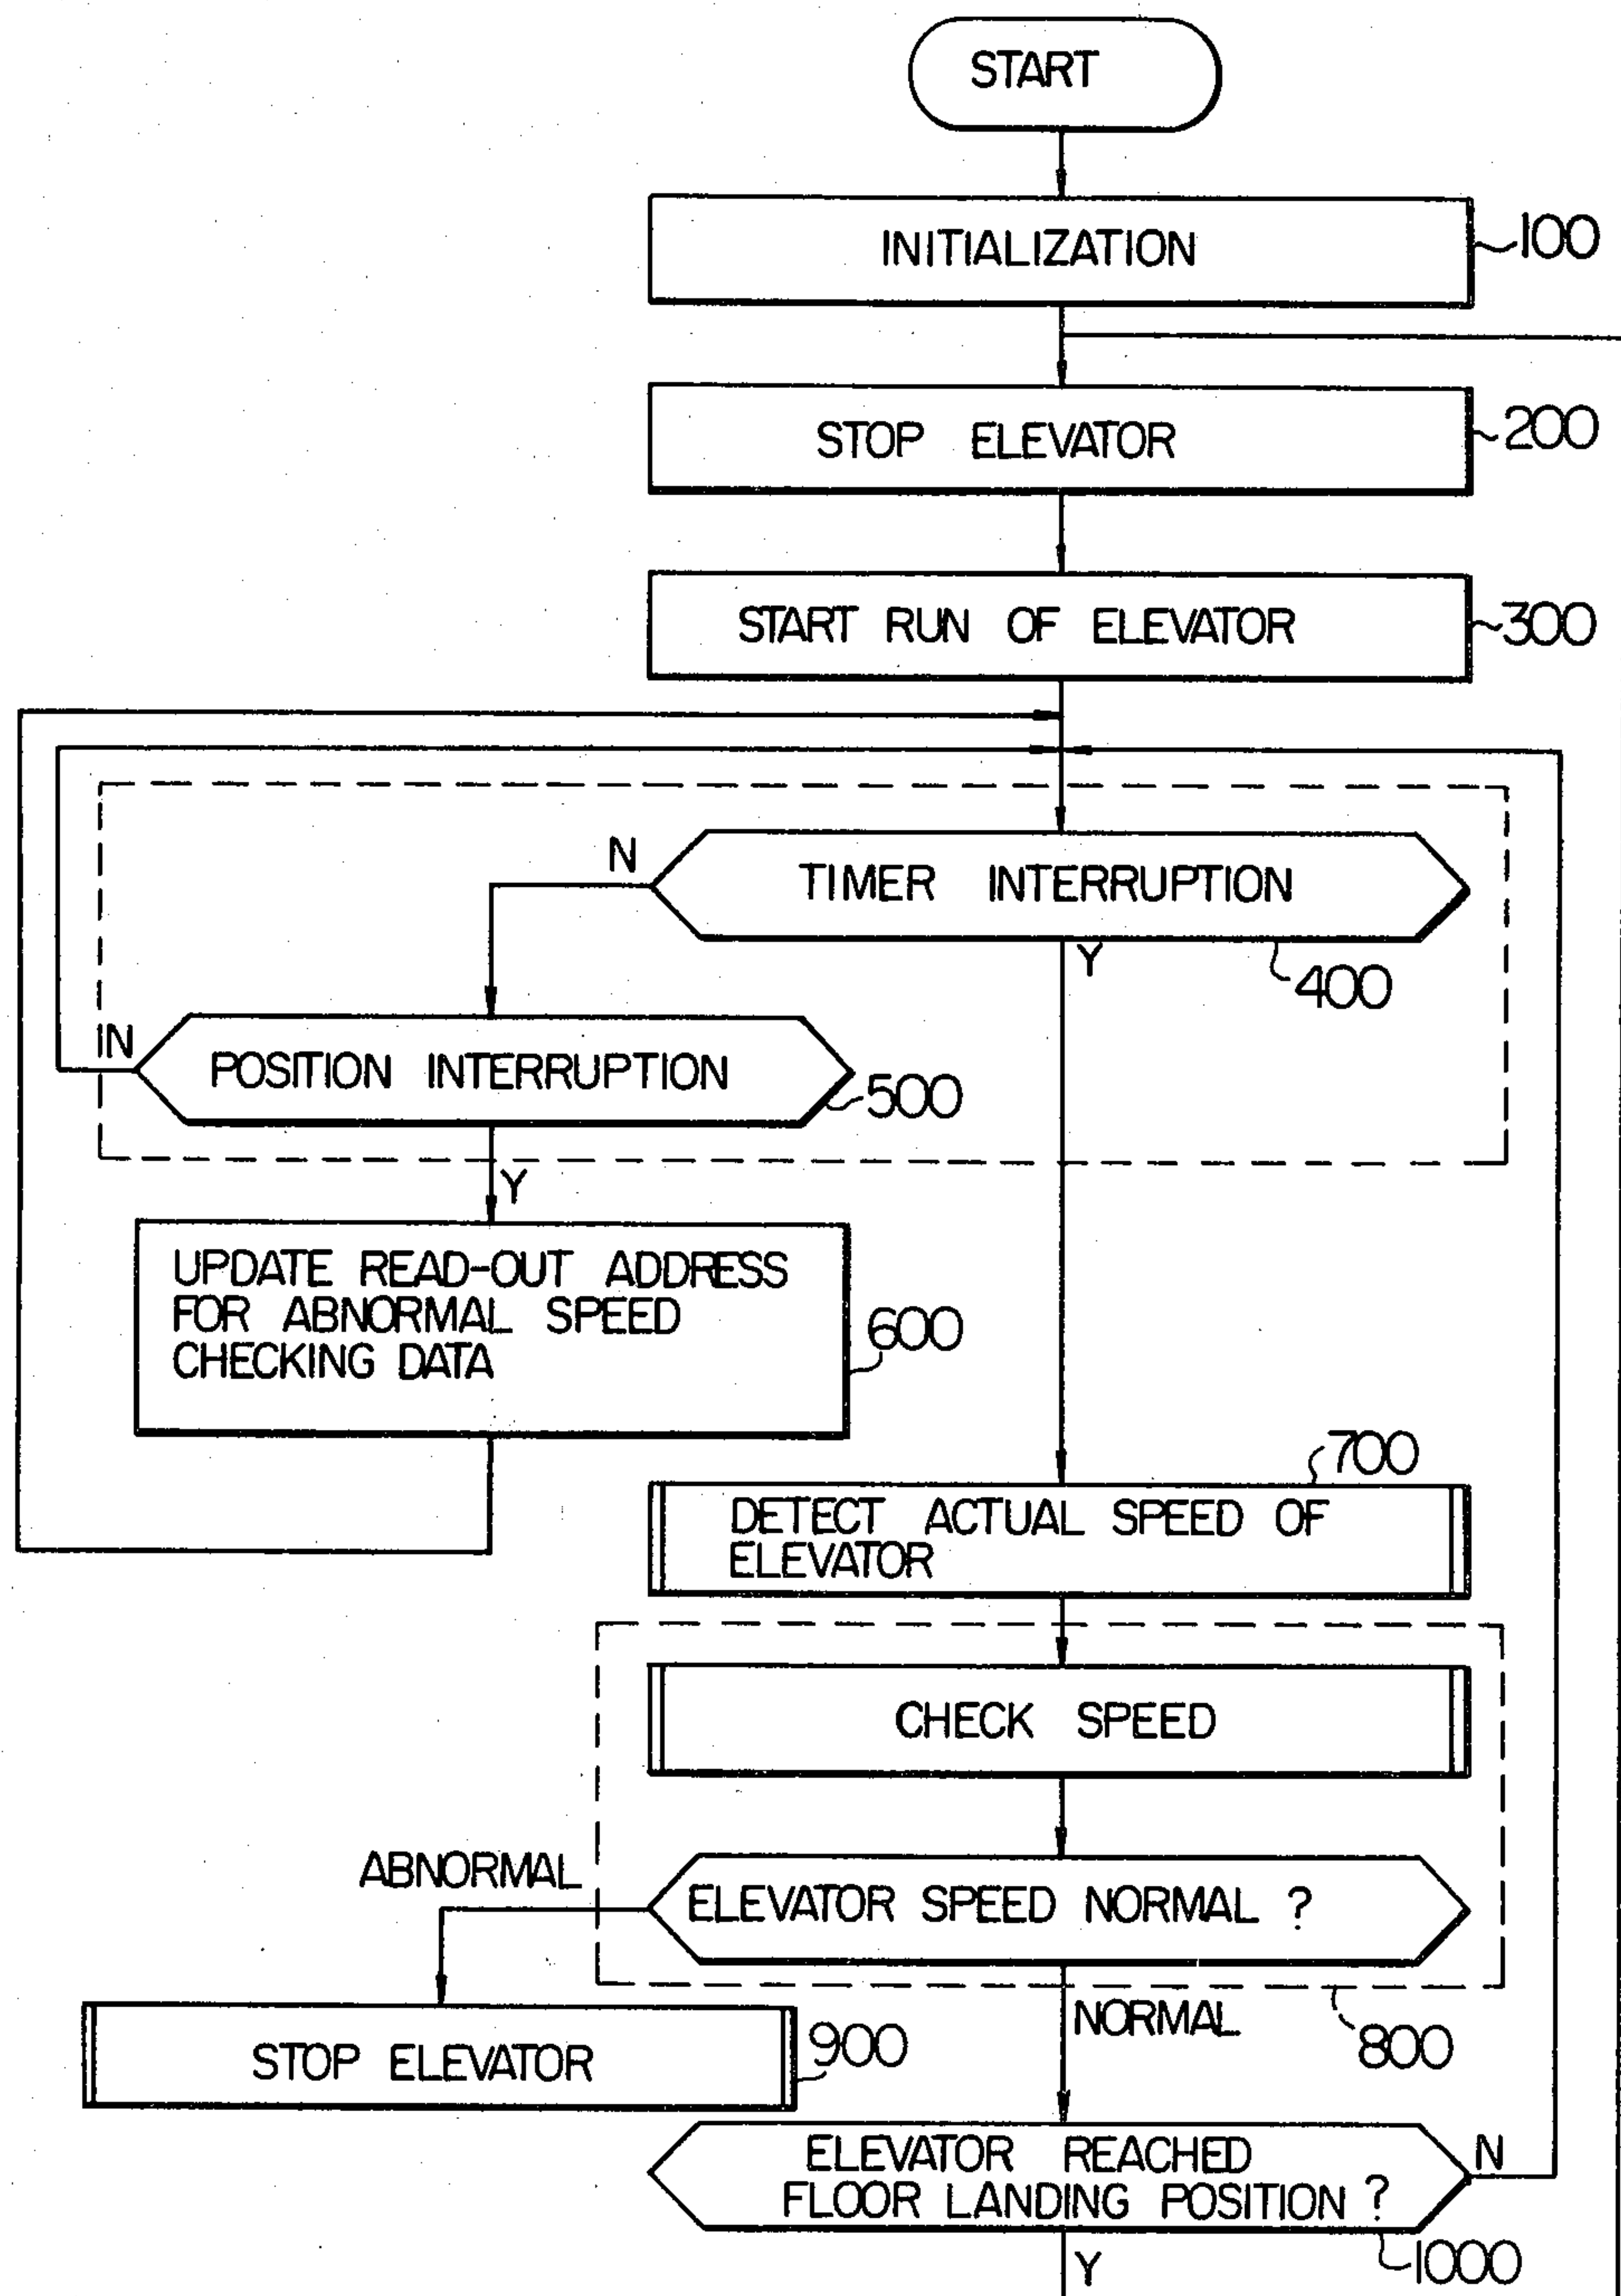 START
INITIALIZATION
100
STOP ELEVATOR
200
START RUN OF ELEVATOR
300
N
TIMER INTERRUPTION
Y
400
N
POSITION INTERRUPTION
500
Y
UPDATE READ-OUT ADDRESS
FOR ABNORMAL SPEED
CHECKING DATA
600
700
DETECT ACTUAL SPEED OF
ELEVATOR
CHECK SPEED
ABNORMAL
ELEVATOR SPEED NORMAL ?
NORMAL
800
STOP ELEVATOR
900
ELEVATOR REACHED
FLOOR LANDING POSITION ?
N
Y
1000